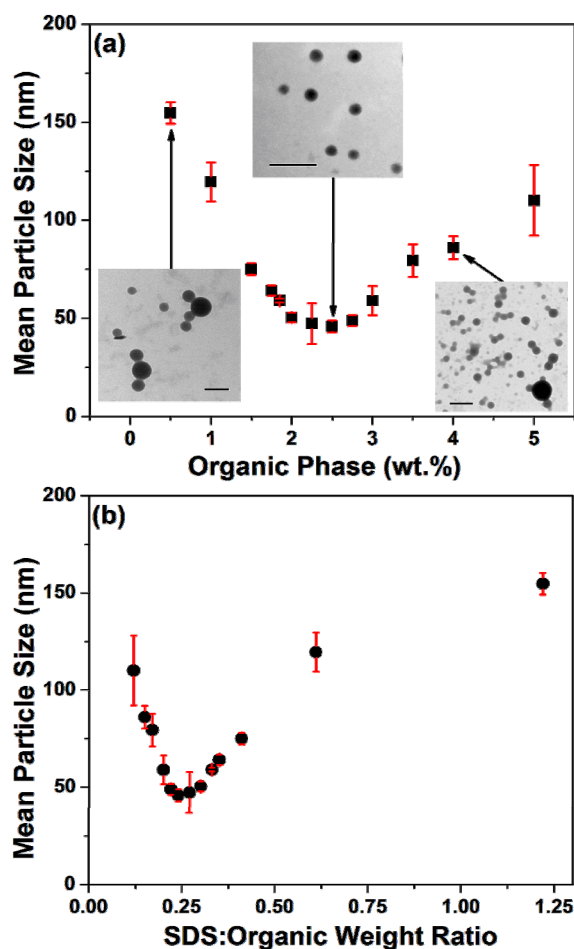 (a)
200
150
100
50
0
Mean Particle Size (nm)
0 1 2 3 4 5
Organic Phase (wt.%)
(b)
200
150
100
50
0
Mean Particle Size (nm)
0.00 0.25 0.50 0.75 1.00 1.25
SDS:Organic Weight Ratio